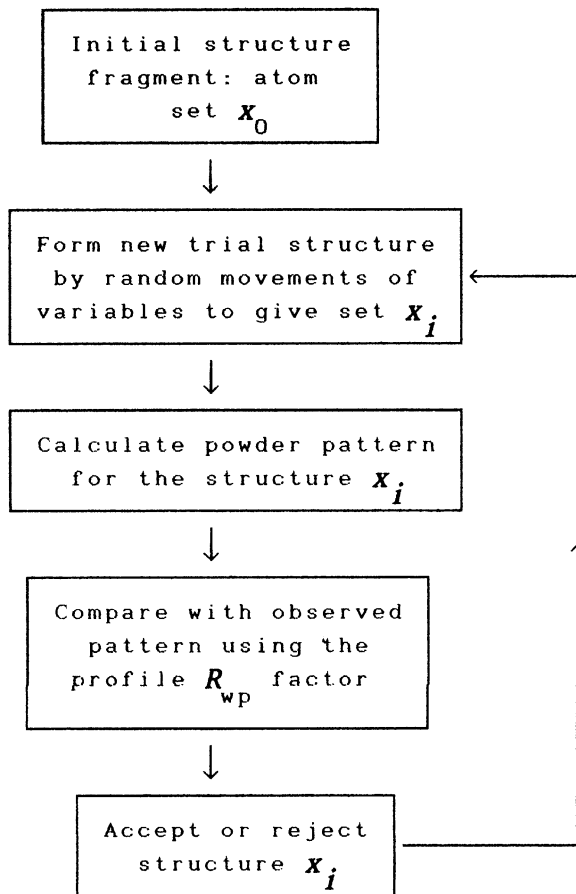 Initial structure
fragment: atom
set X₀
Form new trial structure
by random movements of
variables to give set Xᵢ
Calculate powder pattern
for the structure Xᵢ
Compare with observed
pattern using the
profile R_wp factor
Accept or reject
structure Xᵢ